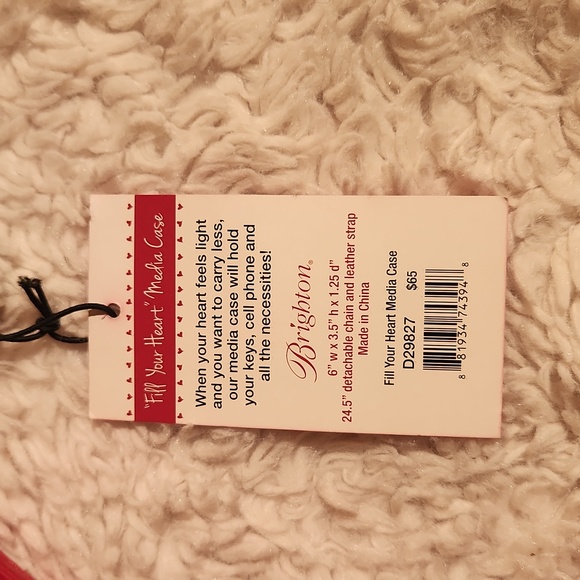 "Fill Your Heart" Media Case
When your heart feels light
and you want to carry less,
our media case will hold
your keys, cell phone and
all the necessities!
Brighton®
6" w x 3.5" h x 1.25 d"
24.5" detachable chain and leather strap
Made in China
Fill Your Heart Media Case
D29827 $65
8 81934 74394 8